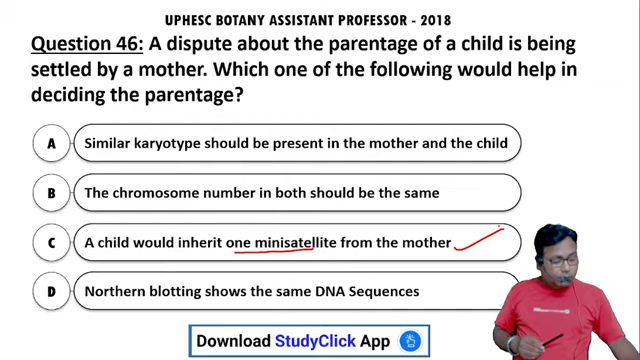 UPHESC BOTANY ASSISTANT PROFESSOR - 2018
Question 46: A dispute about the parentage of a child is being
settled by a mother. Which one of the following would help in
deciding the parentage?
A Similar karyotype should be present in the mother and the child
B The chromosome number in both should be the same
C A child would inherit one minisatellite from the mother
D Northern blotting shows the same DNA Sequences
Download StudyClick App